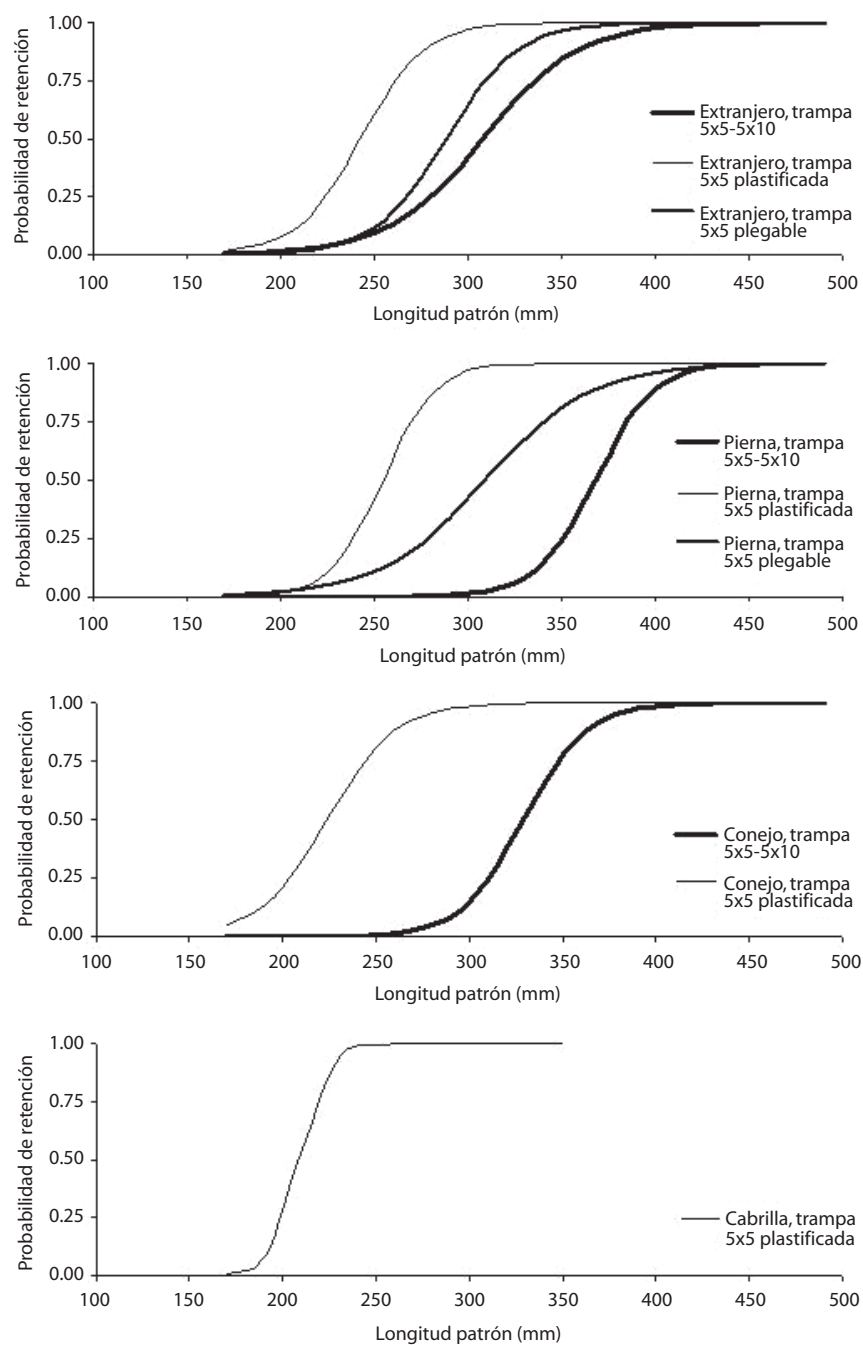 Probabilidad de retención
1.00
0.75
0.50
0.25
0.00
Extranjero, trampa
5x5-5x10
Extranjero, trampa
5x5 plastificada
Extranjero, trampa
5x5 plegable
100 150 200 250 300 350 400 450 500
Longitud patrón (mm)
Probabilidad de retención
1.00
0.75
0.50
0.25
0.00
Pierna, trampa
5x5-5x10
Pierna, trampa
5x5 plastificada
Pierna, trampa
5x5 plegable
100 150 200 250 300 350 400 450 500
Longitud patrón (mm)
Probabilidad de retención
1.00
0.75
0.50
0.25
0.00
Conejo, trampa
5x5-5x10
Conejo, trampa
5x5 plastificada
100 150 200 250 300 350 400 450 500
Longitud patrón (mm)
Probabilidad de retención
1.00
0.75
0.50
0.25
0.00
Cabrilla, trampa
5x5 plastificada
100 150 200 250 300 350 400 450 500
Longitud patrón (mm)